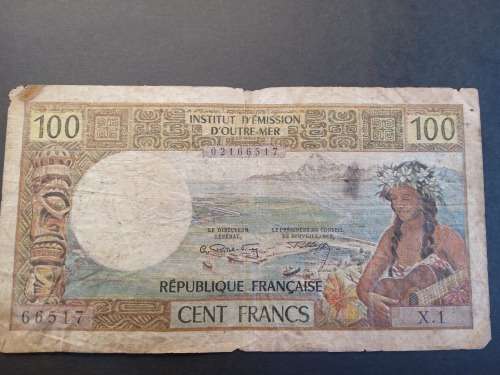 INSTITUT D'ÉMISSION
D'OUTRE-MER
100
100
02166517
LE DIRECTEUR
GÉNÉRAL,
LE PRÉSIDENT DU CONSEIL
DE SURVEILLANCE,
RÉPUBLIQUE FRANÇAISE
66517
CENT FRANCS
X.1